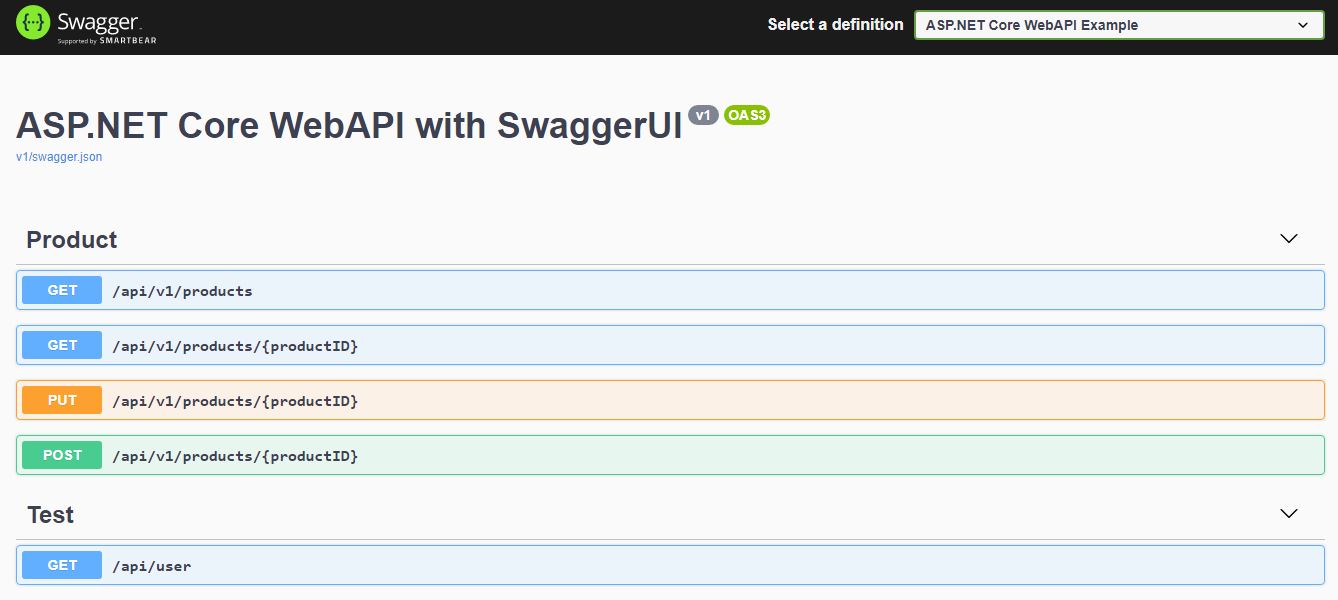 {···} Swagger.
Supported by SMARTBEAR
Select a definition ASP.NET Core WebAPI Example
ASP.NET Core WebAPI with SwaggerUI v1 OAS3
v1/swagger.json
Product
GET /api/v1/products
GET /api/v1/products/{productID}
PUT /api/v1/products/{productID}
POST /api/v1/products/{productID}
Test
GET /api/user